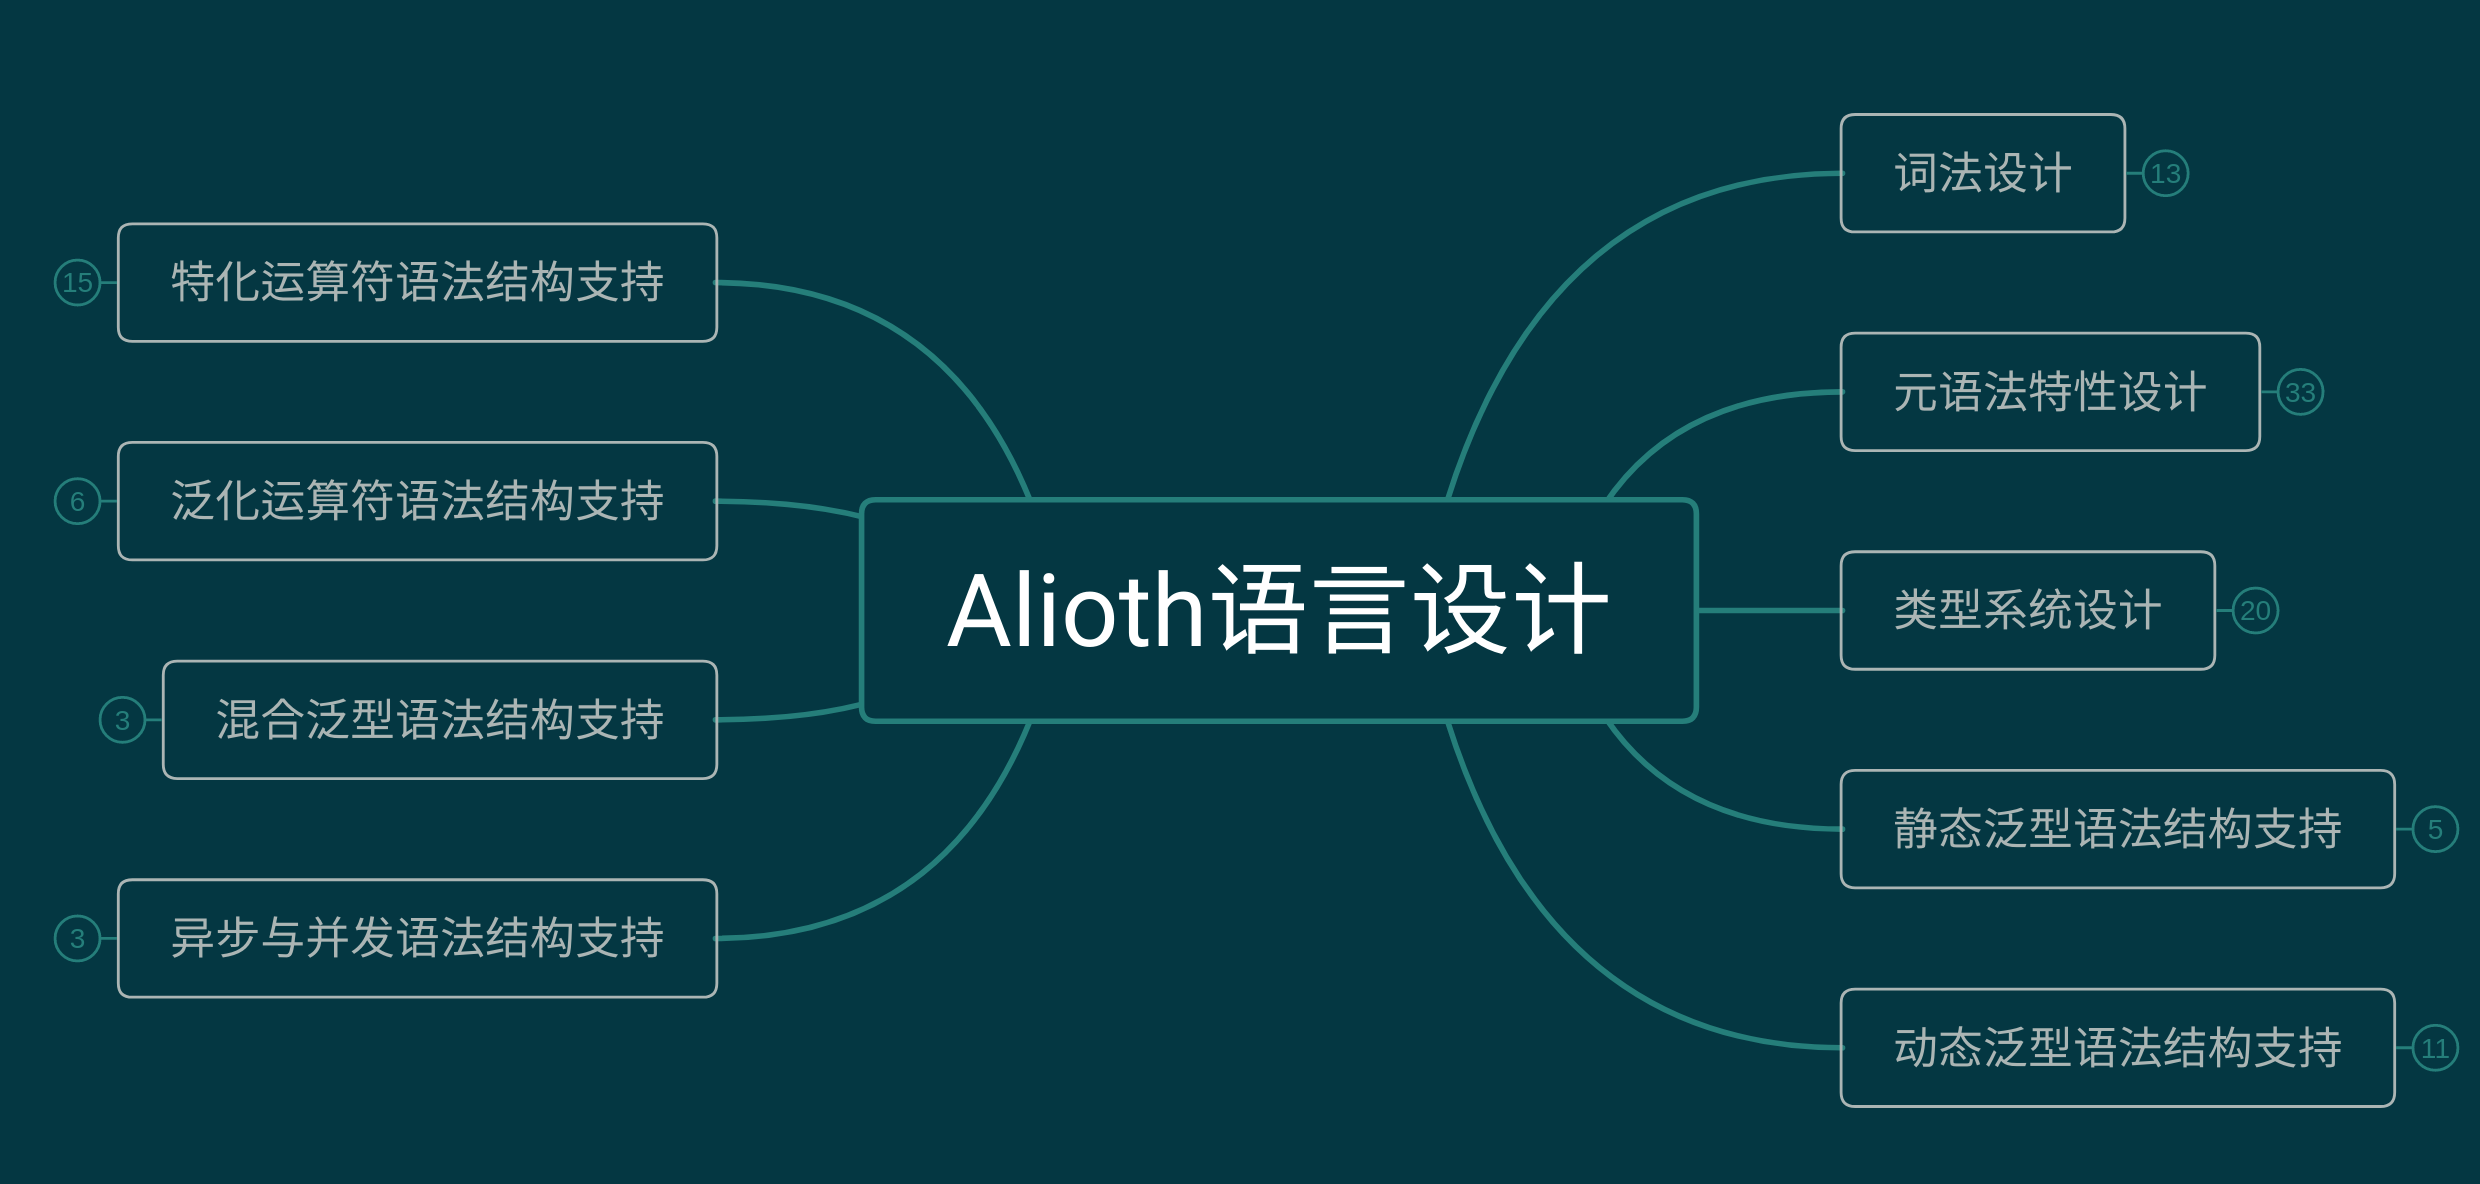 Alioth语言设计
词法设计
13
元语法特性设计
33
类型系统设计
20
静态泛型语法结构支持
5
动态泛型语法结构支持
11
特化运算符语法结构支持
15
泛化运算符语法结构支持
6
混合泛型语法结构支持
3
异步与并发语法结构支持
3